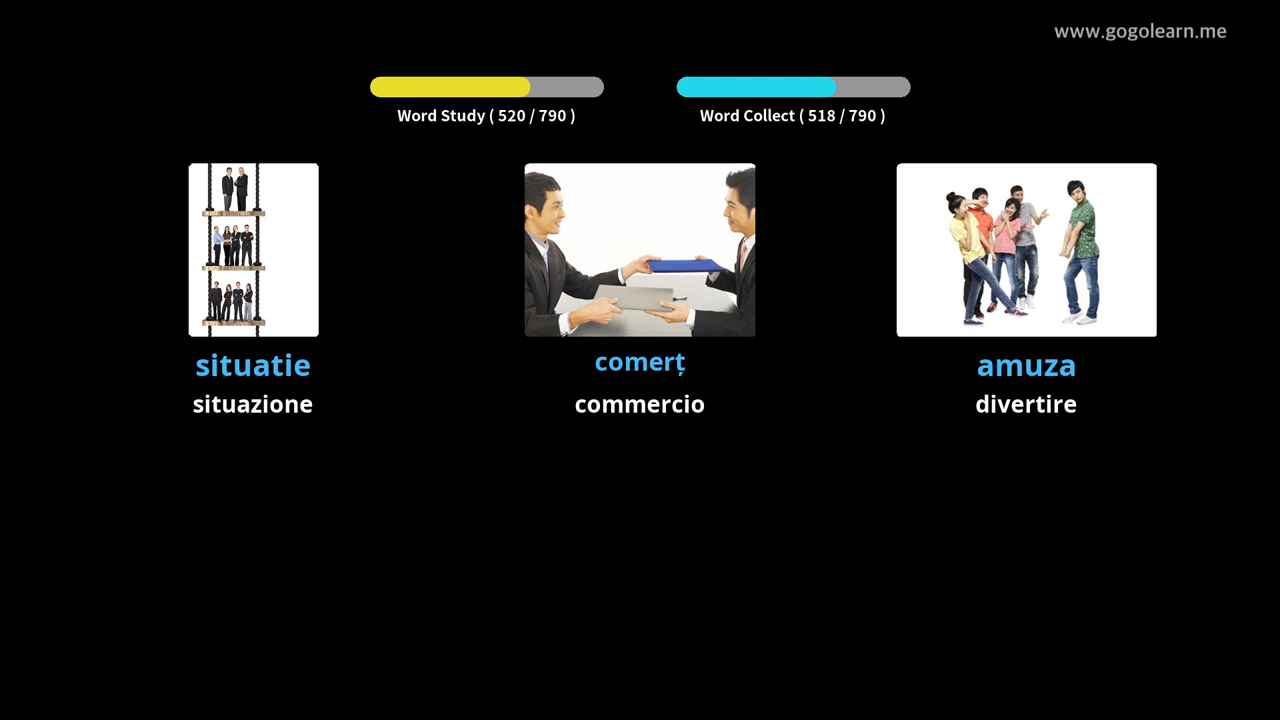 www.gogolearn.me
Word Study ( 520 / 790 )
Word Collect ( 518 / 790 )
situatie
comerț
amuza
situazione
commercio
divertire